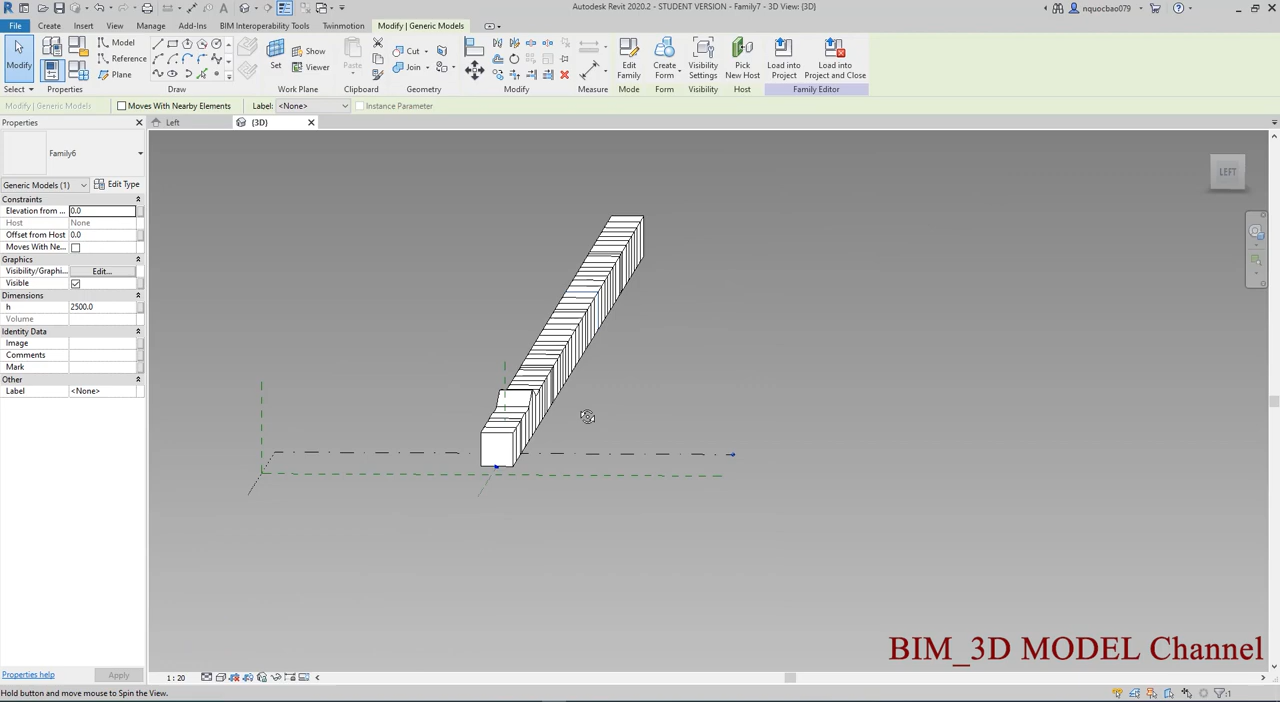 Autodesk Revit 2020.2 - STUDENT VERSION - Family7 - 3D View: {3D}
nquocbao079
File
Create
Insert
View
Manage
Add-Ins
BIM Interoperability Tools
Twinmotion
Modify | Generic Models
Modify
Model
Reference
Plane
Set
Show
Viewer
Paste
Cut
Join
Edit
Family
Create
Form
Visibility
Settings
Pick
New Host
Load into
Project
Load into
Project and Close
Select
Properties
Draw
Work Plane
Clipboard
Geometry
Modify
Measure
Mode
Form
Visibility
Host
Family Editor
Modify | Generic Models
Moves With Nearby Elements
Label:
<None>
Instance Parameter
Properties
Left
{3D}
Family6
Generic Models (1)
Edit Type
Constraints
Elevation from ...
0.0
Host
None
Offset from Host
0.0
Moves With Ne...
Graphics
Visibility/Graphi...
Edit...
Visible
Dimensions
h
2500.0
Volume
Identity Data
Image
Comments
Mark
Other
Label
<None>
LEFT
BIM_3D MODEL Channel
Properties help
Apply
1 : 20
Hold button and move mouse to Spin the View.
:1